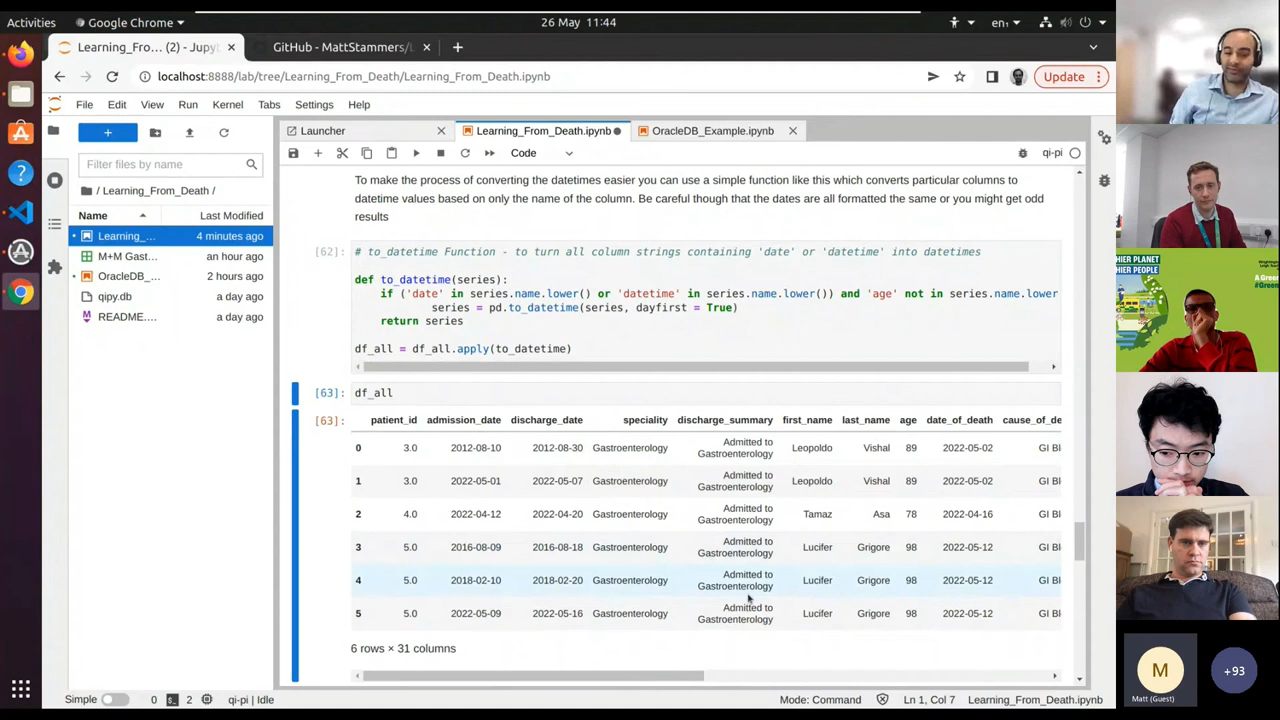 Activities
Google Chrome
26 May 11:44
en₁
Learning_Fro… (2) - Jupyt
GitHub - MattStammers/L
localhost:8888/lab/tree/Learning_From_Death/Learning_From_Death.ipynb
Update
File Edit View Run Kernel Tabs Settings Help
Launcher
Learning_From_Death.ipynb
OracleDB_Example.ipynb
Code
qi-pi
Filter files by name
/ Learning_From_Death /
Name Last Modified
Learning_... 4 minutes ago
M+M Gast... an hour ago
OracleDB_... 2 hours ago
qipy.db a day ago
README.... a day ago
To make the process of converting the datetimes easier you can use a simple function like this which converts particular columns to
datetime values based on only the name of the column. Be careful though that the dates are all formatted the same or you might get odd
results
[62]: # to_datetime Function - to turn all column strings containing 'date' or 'datetime' into datetimes
def to_datetime(series):
if ('date' in series.name.lower() or 'datetime' in series.name.lower()) and 'age' not in series.name.lower
series = pd.to_datetime(series, dayfirst = True)
return series
df_all = df_all.apply(to_datetime)
[63]: df_all
[63]: patient_id admission_date discharge_date speciality discharge_summary first_name last_name age date_of_death cause_of_de
0 3.0 2012-08-10 2012-08-30 Gastroenterology Admitted to Gastroenterology Leopoldo Vishal 89 2022-05-02 GI Bl
1 3.0 2022-05-01 2022-05-07 Gastroenterology Admitted to Gastroenterology Leopoldo Vishal 89 2022-05-02 GI Bl
2 4.0 2022-04-12 2022-04-20 Gastroenterology Admitted to Gastroenterology Tamaz Asa 78 2022-04-16 GI Bl
3 5.0 2016-08-09 2016-08-18 Gastroenterology Admitted to Gastroenterology Lucifer Grigore 98 2022-05-12 GI Bl
4 5.0 2018-02-10 2018-02-20 Gastroenterology Admitted to Gastroenterology Lucifer Grigore 98 2022-05-12 GI Bl
5 5.0 2022-05-09 2022-05-16 Gastroenterology Admitted to Gastroenterology Lucifer Grigore 98 2022-05-12 GI Bl
6 rows × 31 columns
Simple 0 2 qi-pi | Idle
Mode: Command Ln 1, Col 7 Learning_From_Death.ipynb
HIER PLANET
HIER PEOPLE
A Green
#Green
M
Matt (Guest)
+93